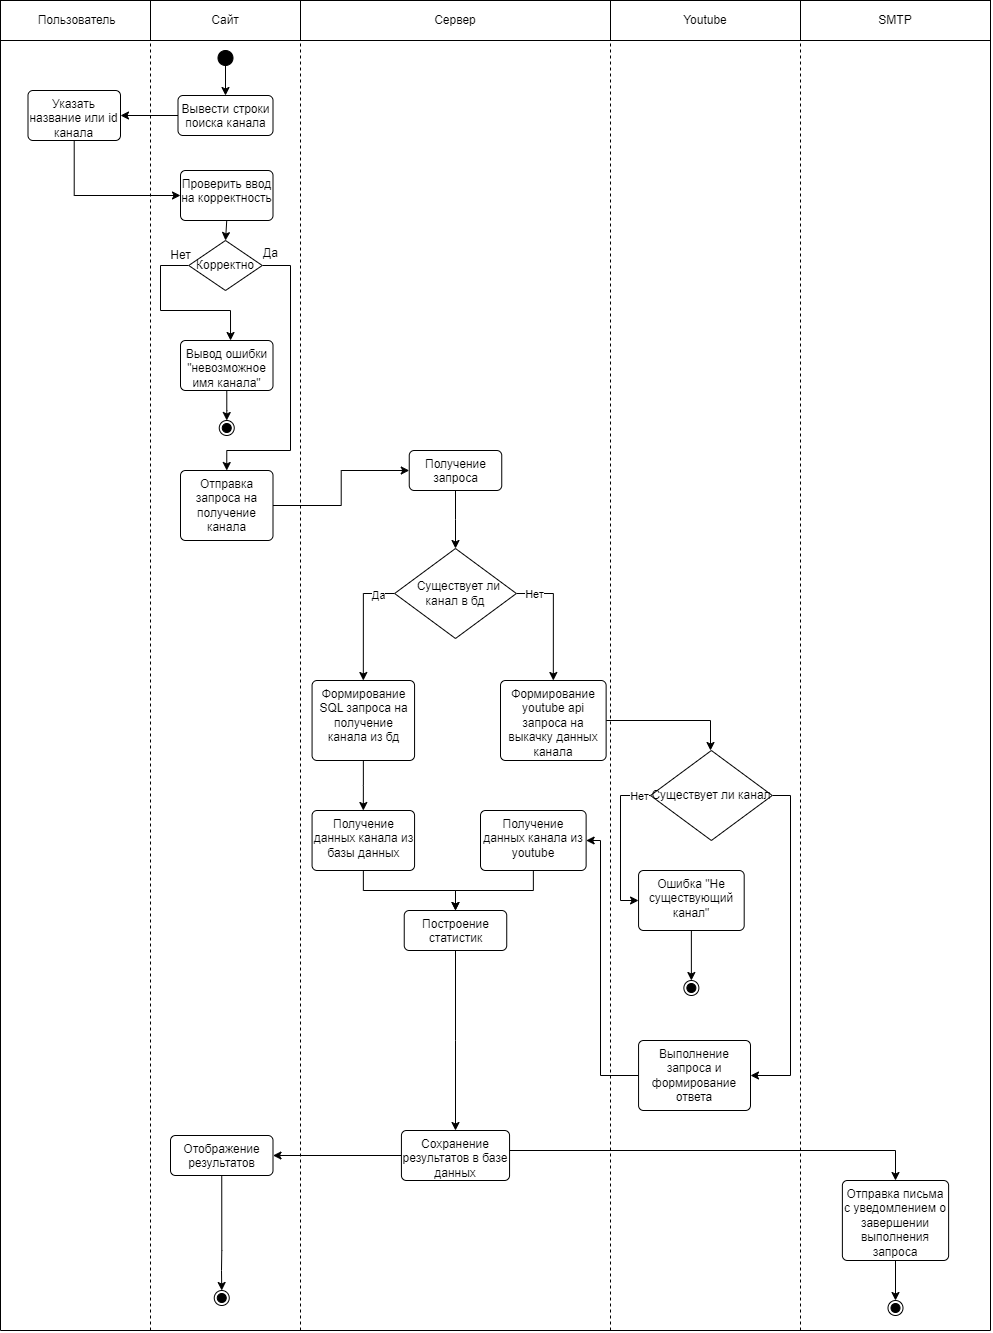 Пользователь
Сайт
Сервер
Youtube
SMTP
Вывести строки
поиска канала
Указать
название или id
канала
Проверить ввод
на корректность
Нет
Да
Корректно
Вывод ошибки
"невозможное
имя канала"
Отправка
запроса на
получение
канала
Получение
запроса
Существует ли
канал в бд
Да
Нет
Формирование
SQL запроса на
получение
канала из бд
Формирование
youtube api
запроса на
выкачку данных
канала
Нет
Существует ли канал
Получение
данных канала из
базы данных
Получение
данных канала из
youtube
Ошибка "Не
существующий
канал"
Построение
статистик
Выполнение
запроса и
формирование
ответа
Отображение
результатов
Сохранение
результатов в базе
данных
Отправка письма
с уведомлением о
завершении
выполнения
запроса